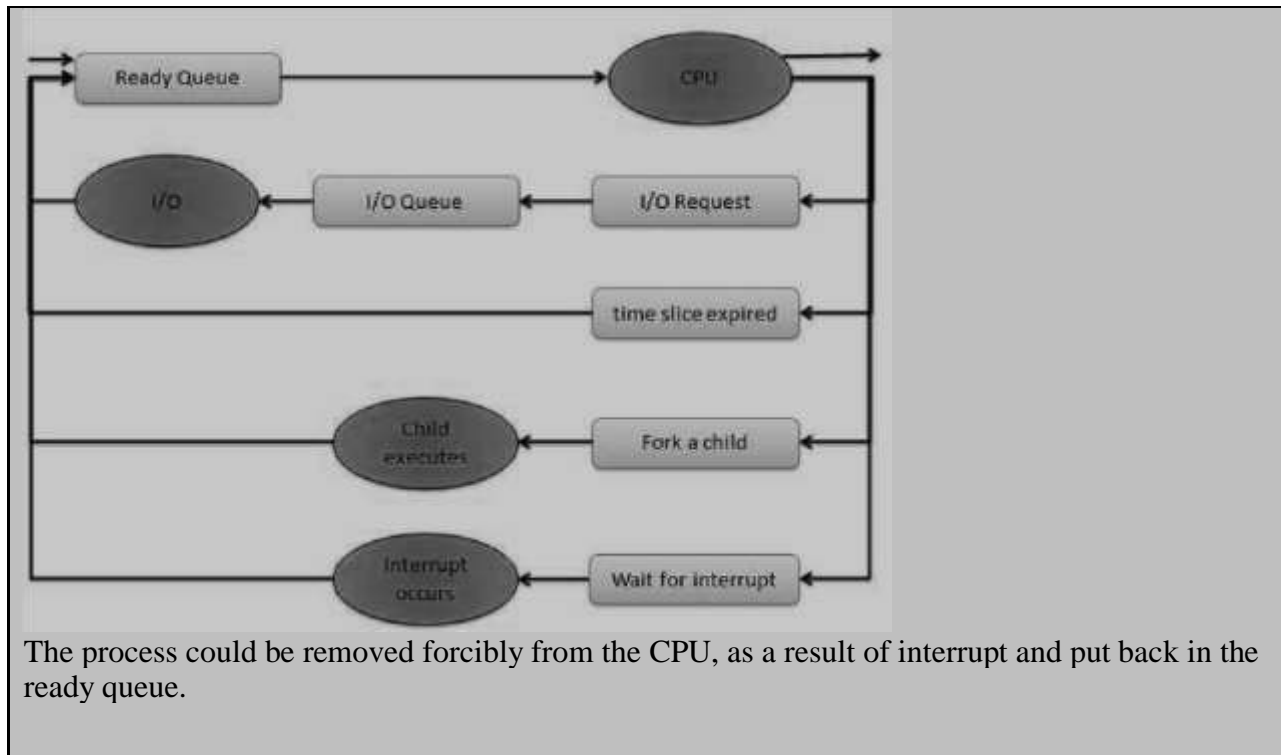 Ready Queue
CPU
I/O
I/O Queue
I/O Request
time slice expired
Child
executes
Fork a child
Interrupt
occurs
Wait for interrupt
The process could be removed forcibly from the CPU, as a result of interrupt and put back in the
ready queue.